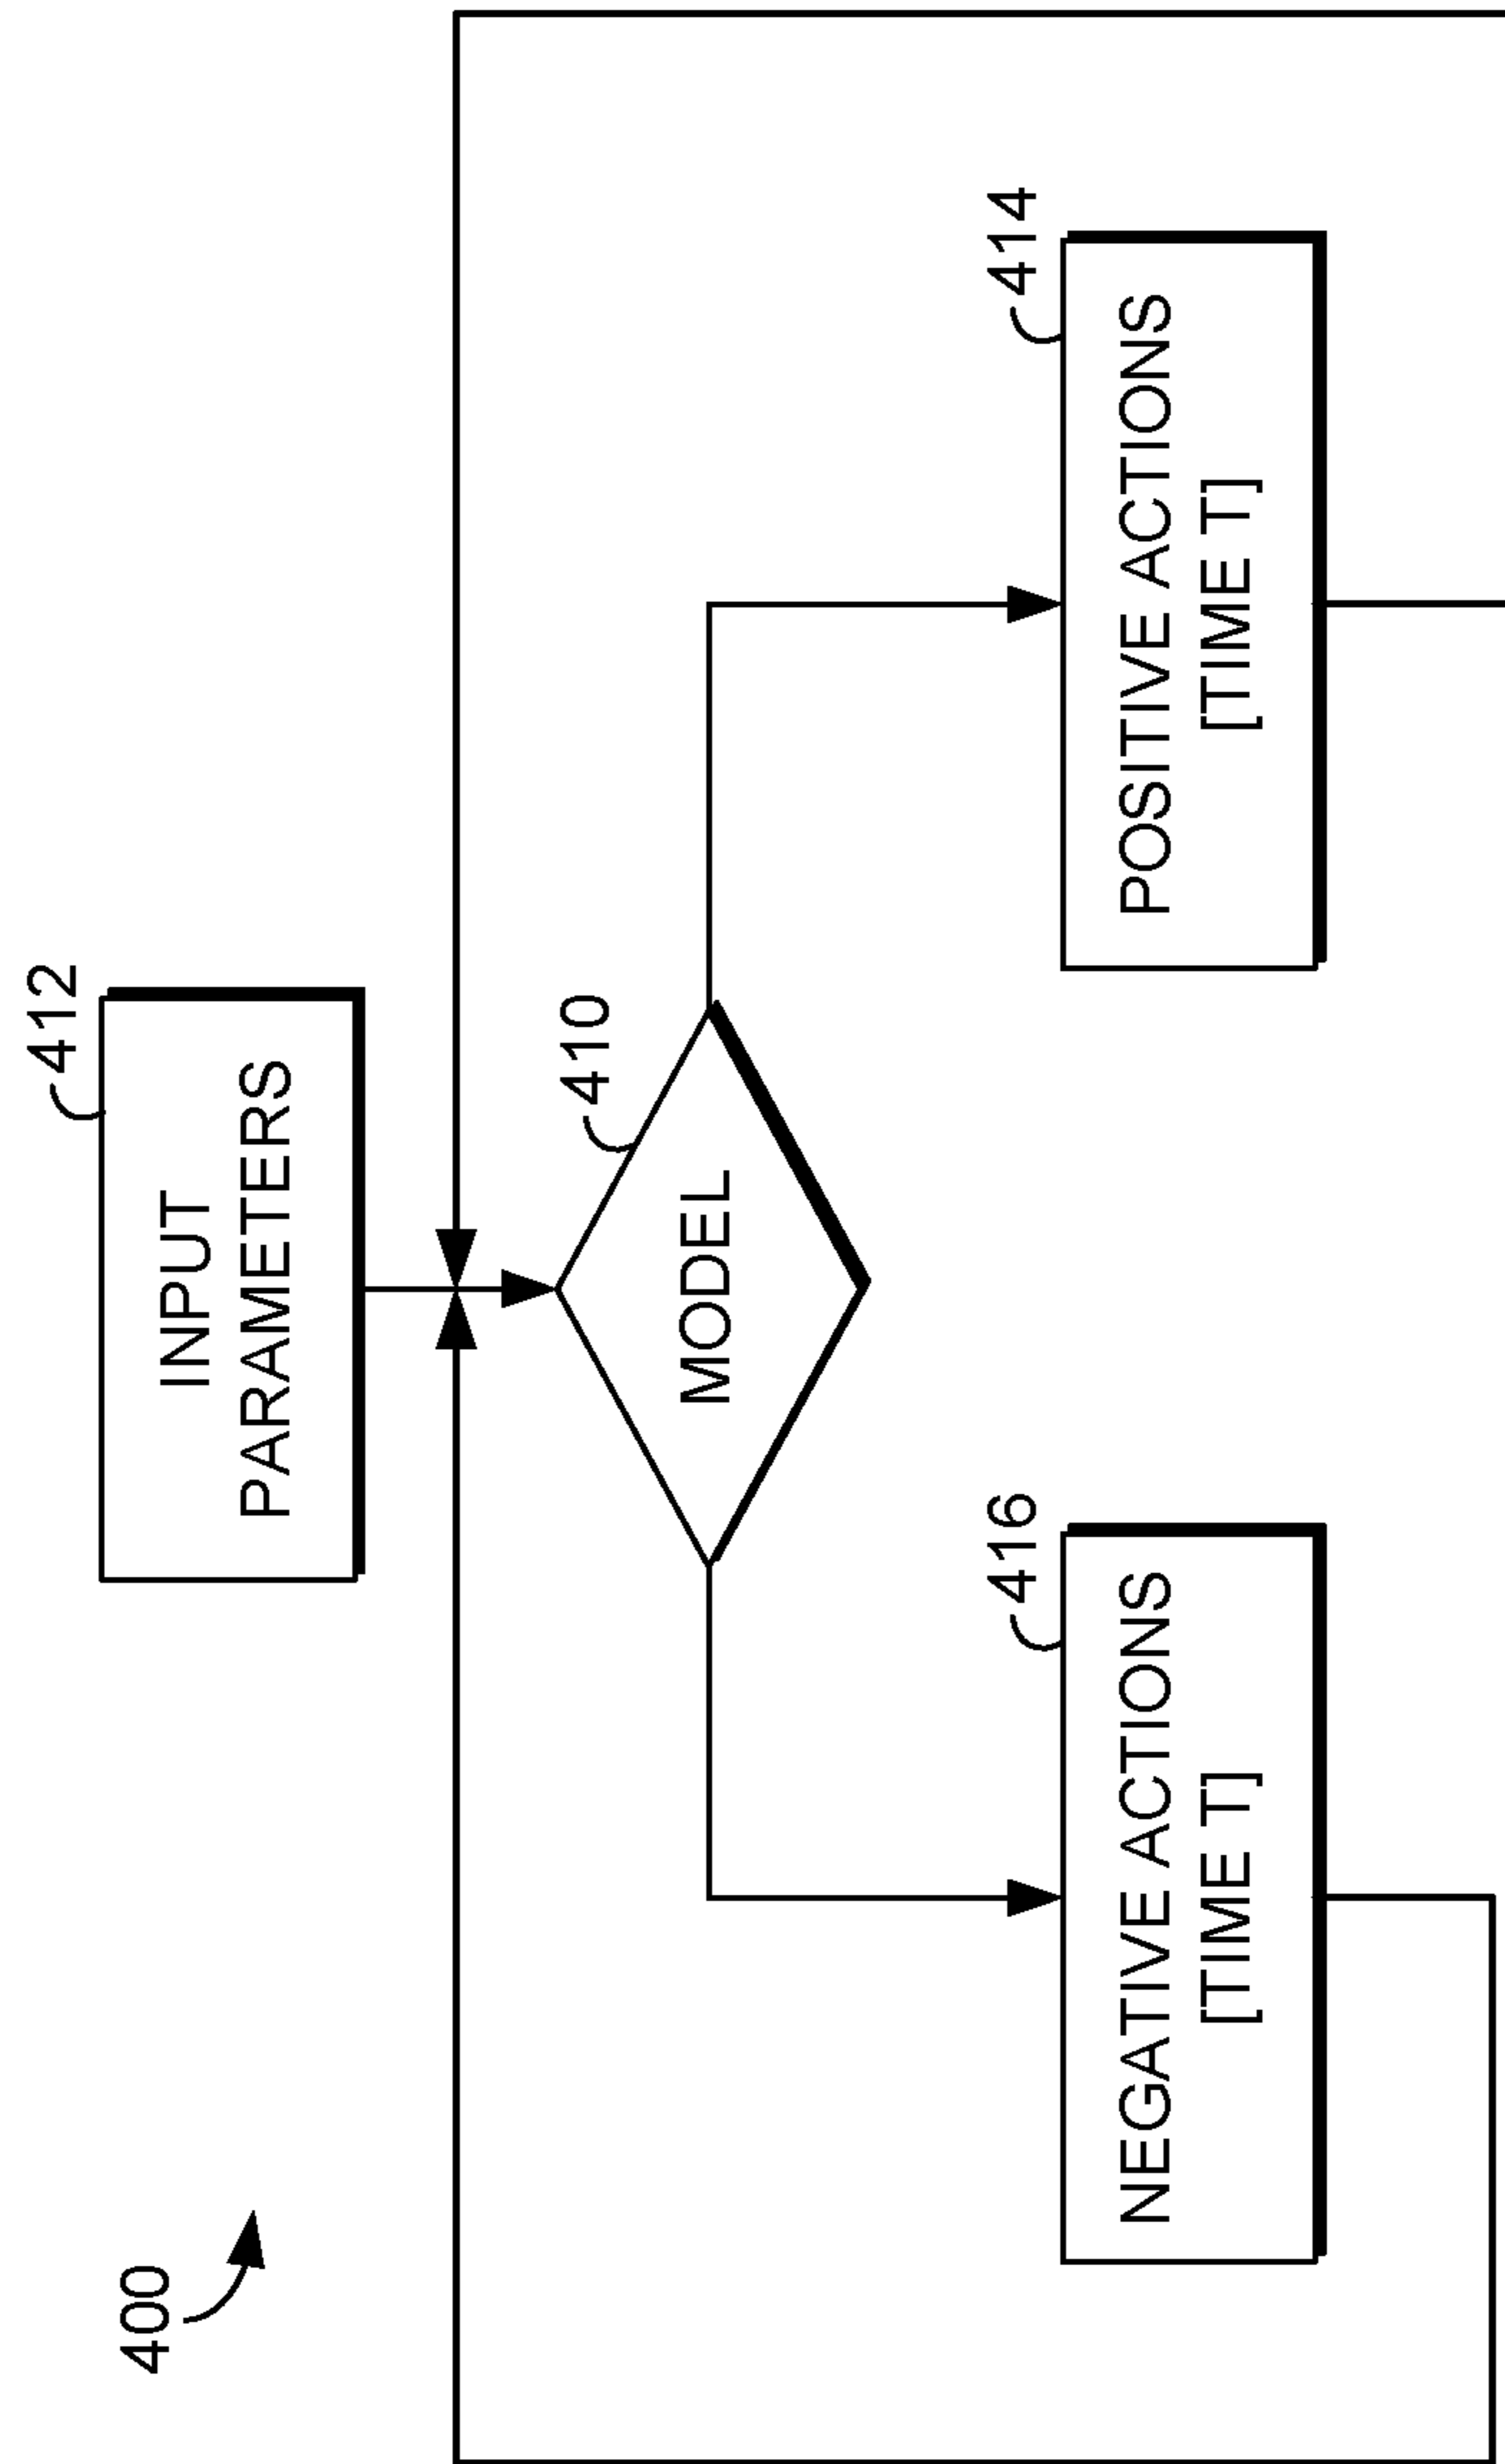 400
412
INPUT
PARAMETERS
410
MODEL
416
NEGATIVE ACTIONS
[TIME T]
414
POSITIVE ACTIONS
[TIME T]